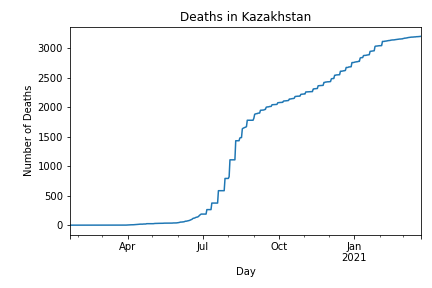 Deaths in Kazakhstan
3000
2500
2000
1500
1000
500
0
Number of Deaths
Apr
Jul
Oct
Jan
2021
Day